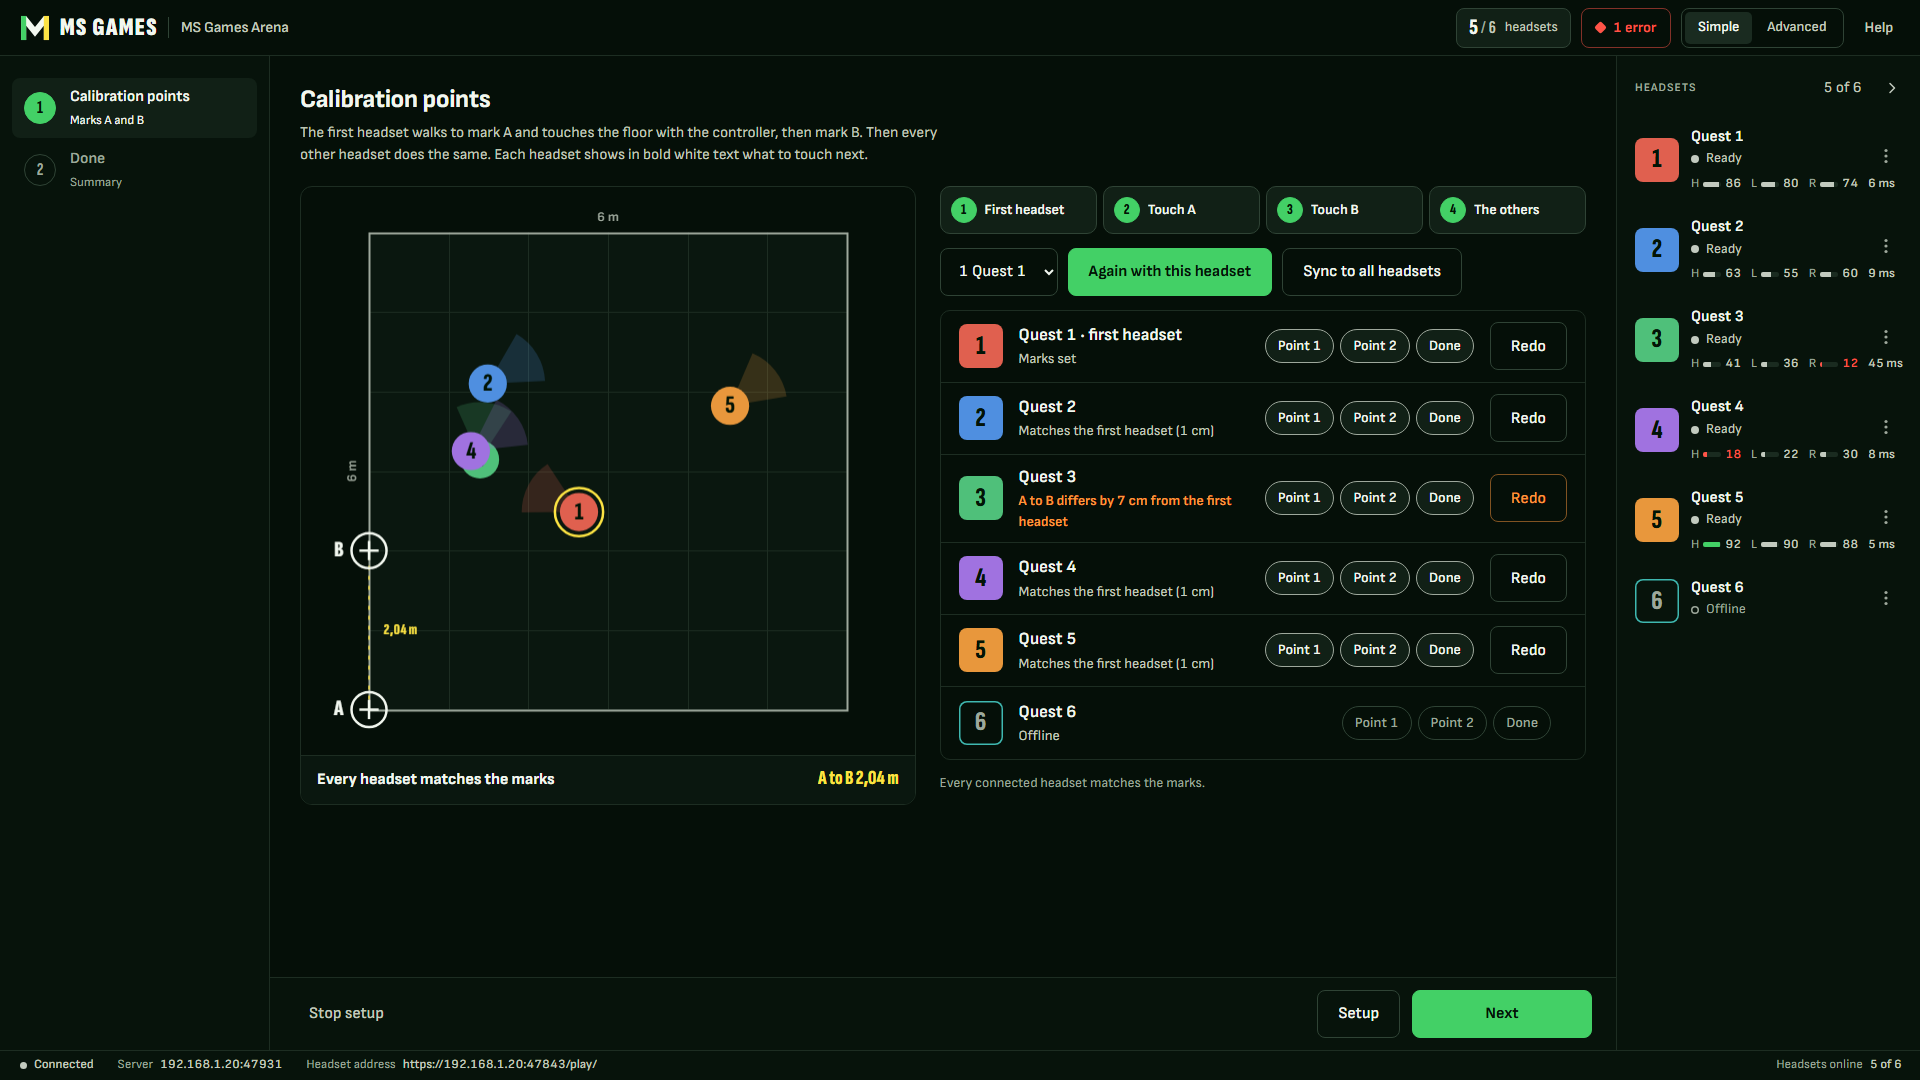 MS GAMES
MS Games Arena
5 / 6 headsets
1 error
Simple
Advanced
Help
1
Calibration points
Marks A and B
2
Done
Summary
Calibration points
The first headset walks to mark A and touches the floor with the controller, then mark B. Then every
other headset does the same. Each headset shows in bold white text what to touch next.
6 m
6 m
2
5
4
1
B
2,04 m
A
Every headset matches the marks
A to B 2,04 m
1 First headset
2 Touch A
3 Touch B
4 The others
1 Quest 1
Again with this headset
Sync to all headsets
1
Quest 1 · first headset
Marks set
Point 1
Point 2
Done
Redo
2
Quest 2
Matches the first headset (1 cm)
Point 1
Point 2
Done
Redo
3
Quest 3
A to B differs by 7 cm from the first
headset
Point 1
Point 2
Done
Redo
4
Quest 4
Matches the first headset (1 cm)
Point 1
Point 2
Done
Redo
5
Quest 5
Matches the first headset (1 cm)
Point 1
Point 2
Done
Redo
6
Quest 6
Offline
Point 1
Point 2
Done
Every connected headset matches the marks.
Stop setup
Setup
Next
HEADSETS
5 of 6
1
Quest 1
Ready
H 86 L 80 R 74 6 ms
2
Quest 2
Ready
H 63 L 55 R 60 9 ms
3
Quest 3
Ready
H 41 L 36 R 12 45 ms
4
Quest 4
Ready
H 18 L 22 R 30 8 ms
5
Quest 5
Ready
H 92 L 90 R 88 5 ms
6
Quest 6
Offline
Connected
Server 192.168.1.20:47931
Headset address https://192.168.1.20:47843/play/
Headsets online 5 of 6